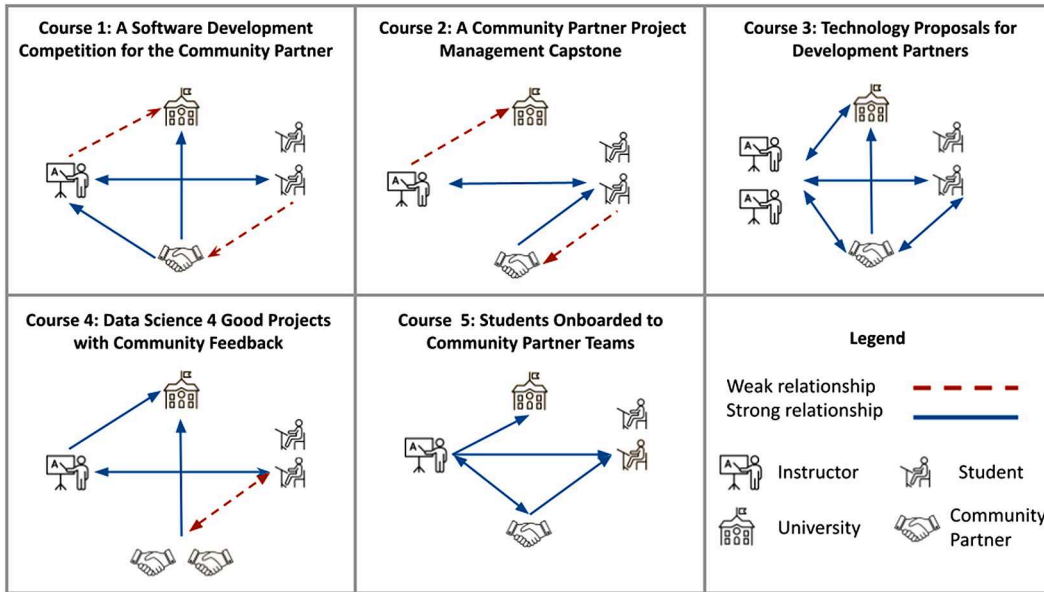 Course 1: A Software Development
Competition for the Community Partner
A
Course 2: A Community Partner Project
Management Capstone
A
Course 3: Technology Proposals for
Development Partners
A
A
Course 4: Data Science 4 Good Projects
with Community Feedback
A
Course 5: Students Onboarded to
Community Partner Teams
A
Legend
Weak relationship
Strong relationship
A
Instructor
Student
University
Community
Partner